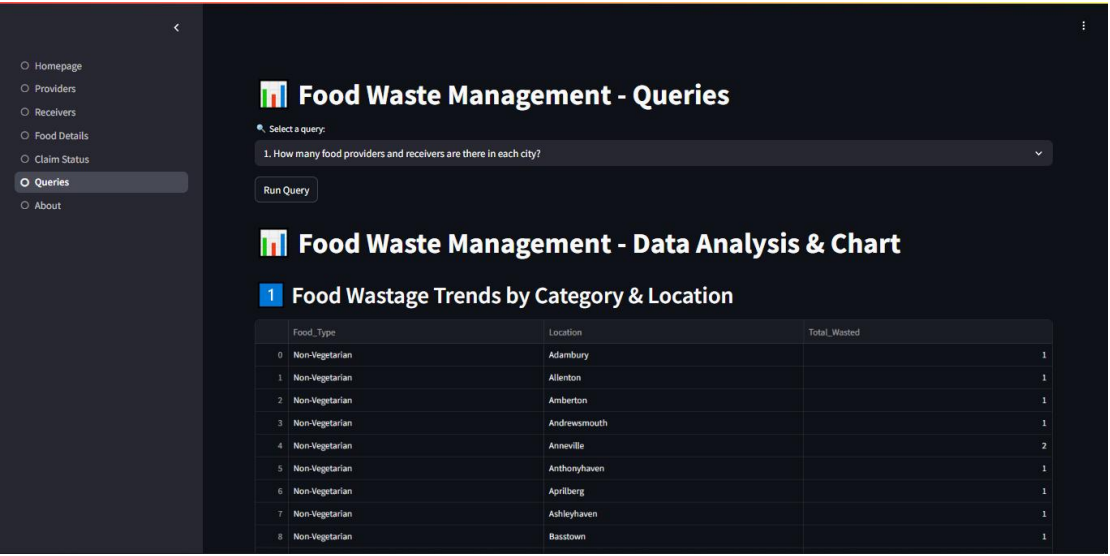 Homepage
Providers
Receivers
Food Details
Claim Status
Queries
About
Food Waste Management - Queries
Select a query:
1. How many food providers and receivers are there in each city?
Run Query
Food Waste Management - Data Analysis & Chart
1 Food Wastage Trends by Category & Location
Food_Type Location Total_Wasted
0 Non-Vegetarian Adambury 1
1 Non-Vegetarian Allenton 1
2 Non-Vegetarian Amberton 1
3 Non-Vegetarian Andrewsmouth 1
4 Non-Vegetarian Anneville 2
5 Non-Vegetarian Anthonyhaven 1
6 Non-Vegetarian Aprilberg 1
7 Non-Vegetarian Ashleyhaven 1
8 Non-Vegetarian Basstown 1